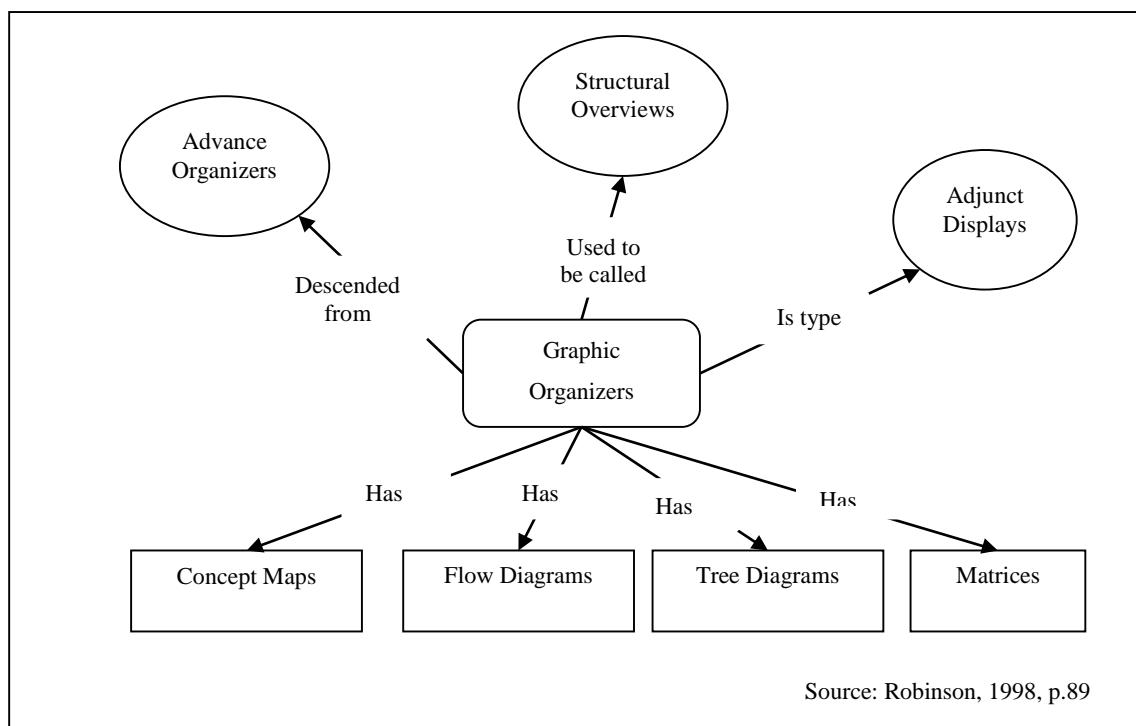 Structural
Overviews
Advance
Organizers
Adjunct
Displays
Used to
be called
Descended
from
Is type
Graphic
Organizers
Has
Has
Has
Has
Concept Maps
Flow Diagrams
Tree Diagrams
Matrices
Source: Robinson, 1998, p.89